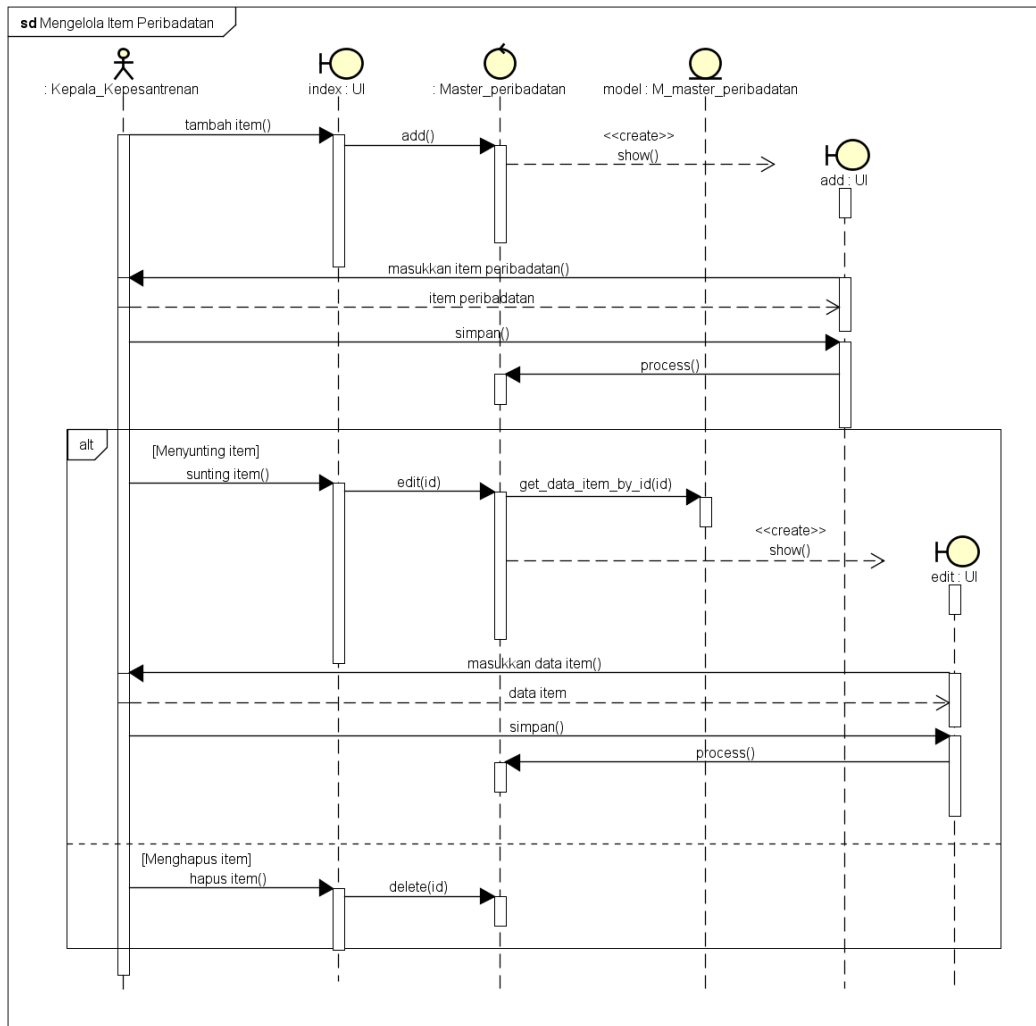 sd Mengelola Item Peribadatan
: Kepala_Kepesantrenan
index : UI
: Master_peribadatan
model : M_master_peribadatan
tambah item()
add()
<<create>>
show()
add : UI
masukkan item peribadatan()
item peribadatan
simpan()
process()
alt
[Menyunting item]
sunting item()
edit(id)
get_data_item_by_id(id)
<<create>>
show()
edit : UI
masukkan data item()
data item
simpan()
process()
[Menghapus item]
hapus item()
delete(id)